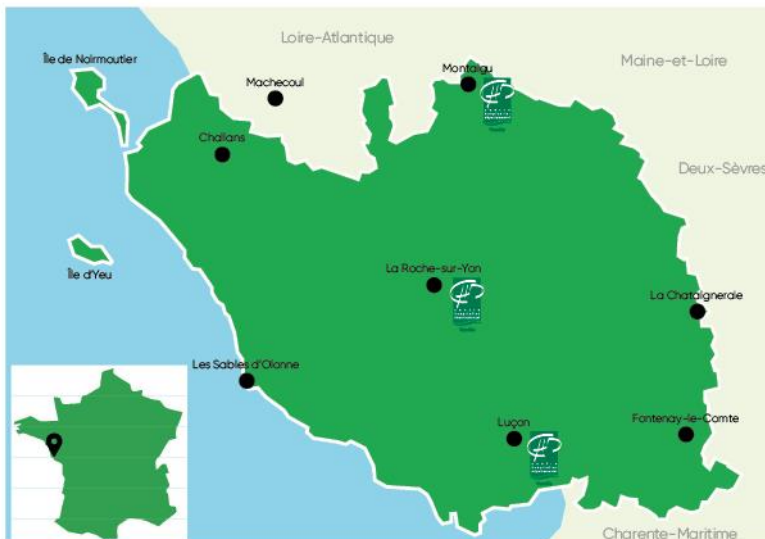 Loire-Atlantique
Île de Noirmoutier
Montaigu
Maine-et-Loire
Machecoul
Challans
Deux-Sèvres
Île d'Yeu
La Roche-sur-Yon
La Chataigneraie
Les Sables d'Olonne
Luçon
Fontenay-le-Comte
Charente-Maritime